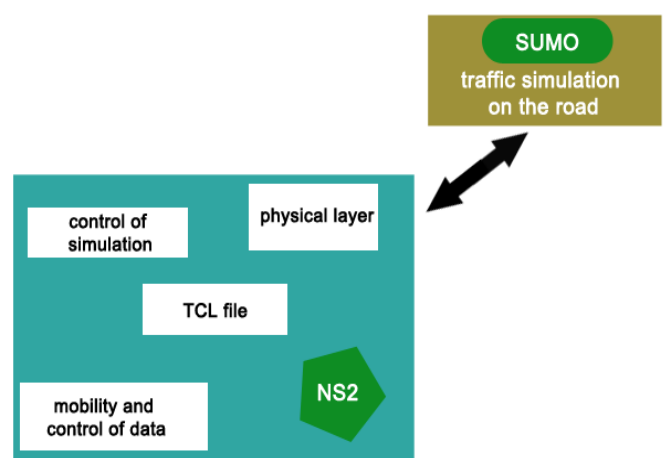 SUMO
traffic simulation
on the road
physical layer
control of
simulation
TCL file
NS2
mobility and
control of data